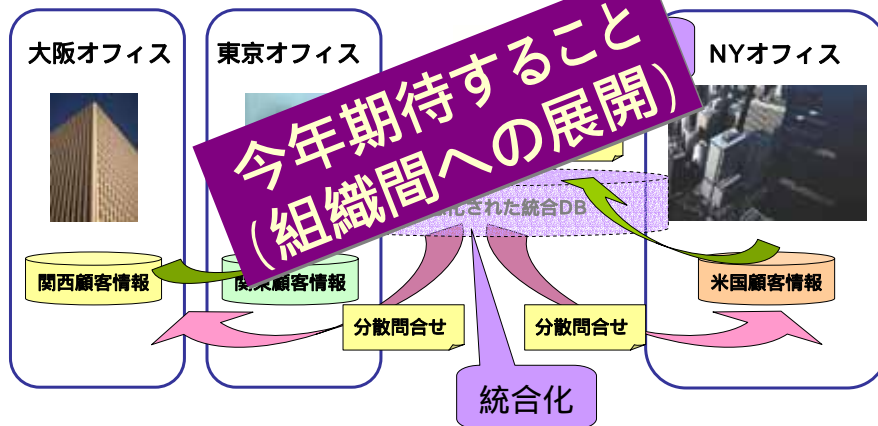 大阪オフィス
東京オフィス
NYオフィス
今年期待すること
(組織間への展開)
化された統合DB
関西顧客情報
関東顧客情報
米国顧客情報
分散問合せ
分散問合せ
統合化